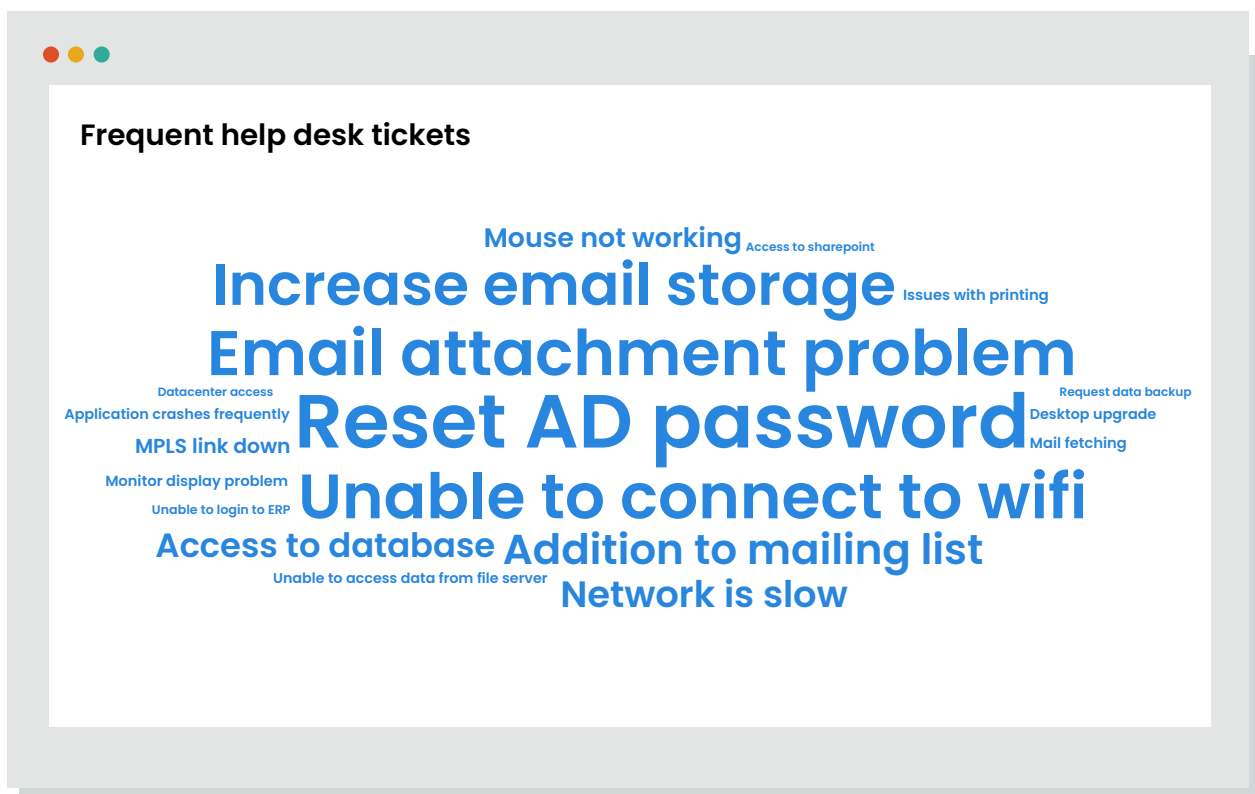 Frequent help desk tickets
Mouse not working
Access to sharepoint
Increase email storage
Issues with printing
Email attachment problem
Datacenter access
Request data backup
Application crashes frequently
Reset AD password
Desktop upgrade
MPLS link down
Mail fetching
Monitor display problem
Unable to connect to wifi
Unable to login to ERP
Access to database
Addition to mailing list
Unable to access data from file server
Network is slow